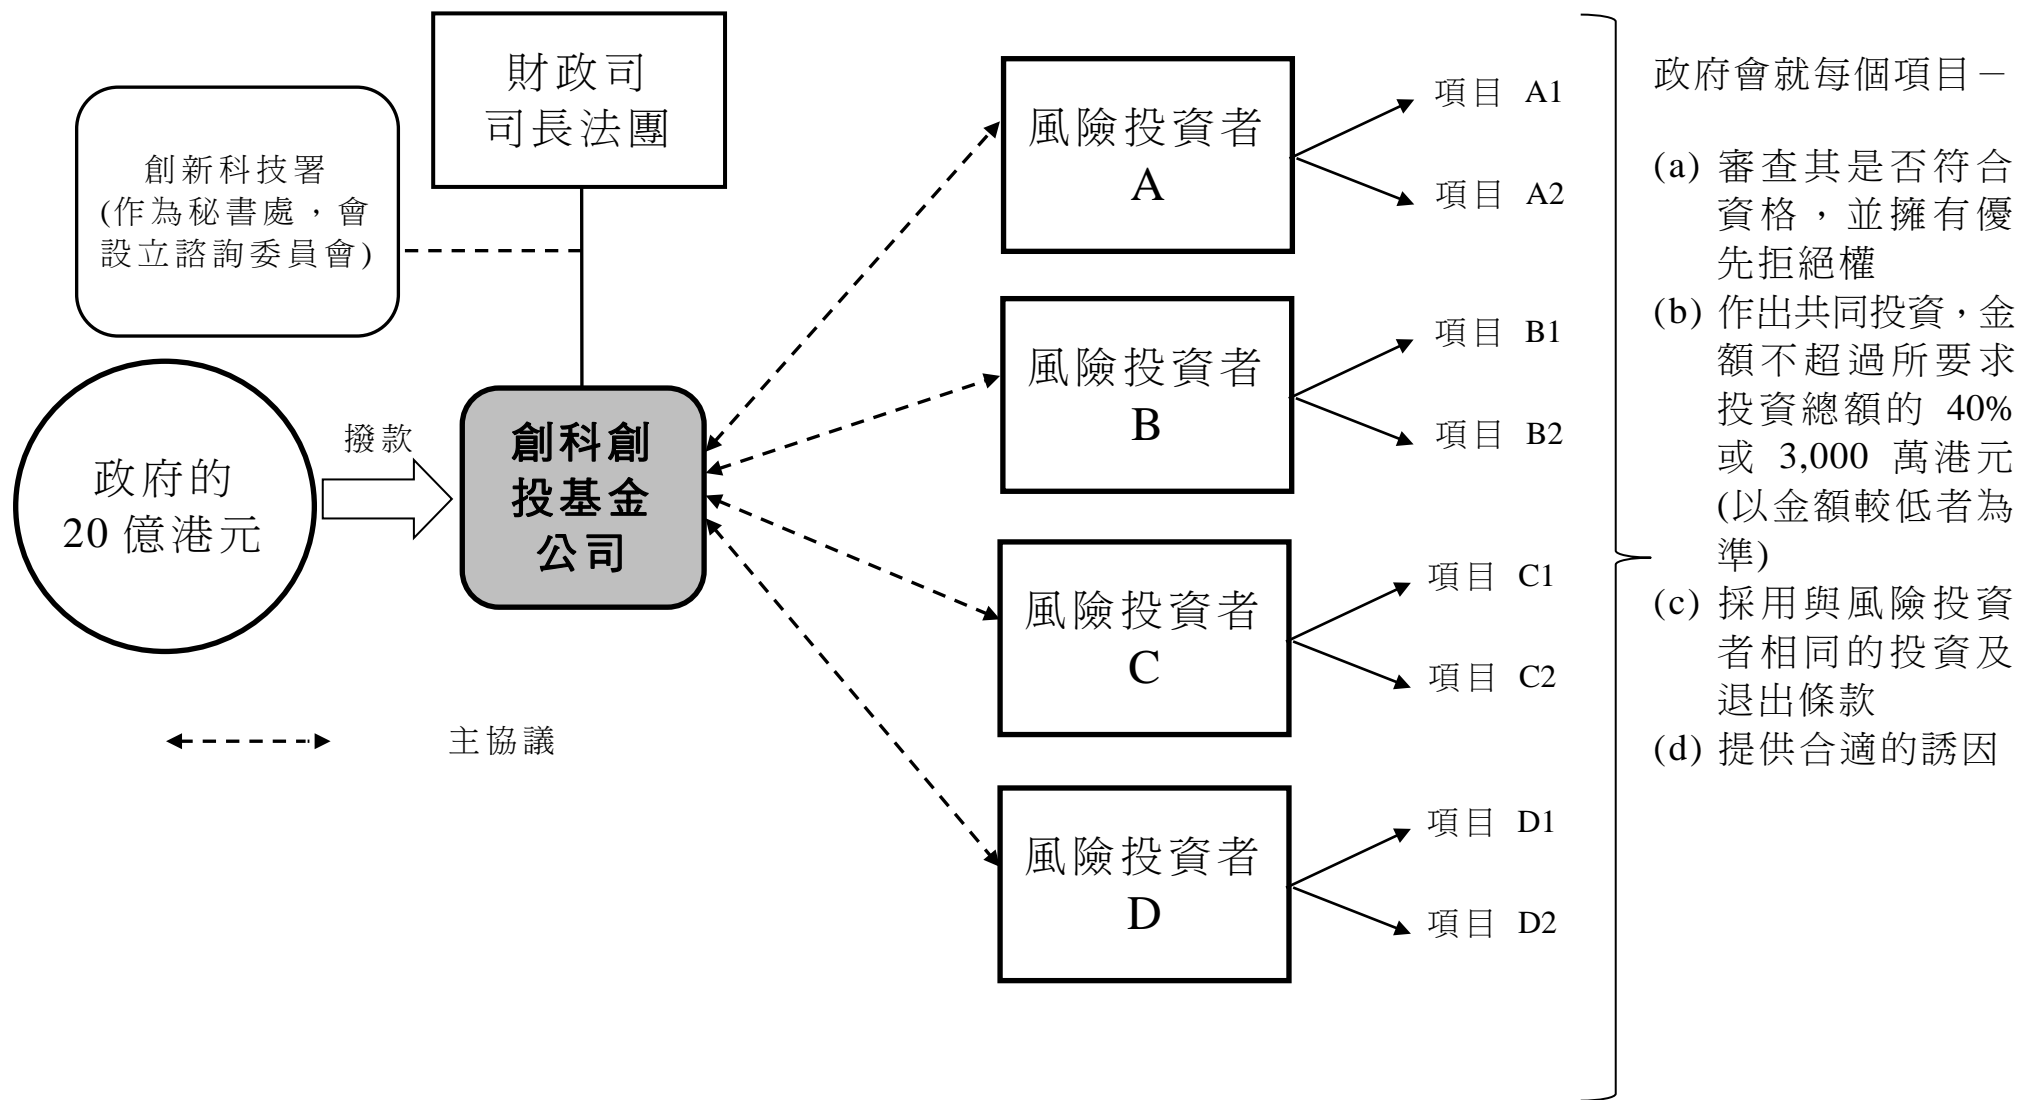 財政司
司長法團
創新科技署
(作為秘書處，會
設立諮詢委員會)
政府的
20 億港元
撥款
創科創
投基金
公司
主協議
風險投資者
A
項目 A1
項目 A2
風險投資者
B
項目 B1
項目 B2
風險投資者
C
項目 C1
項目 C2
風險投資者
D
項目 D1
項目 D2
政府會就每個項目－
(a) 審查其是否符合
資格，並擁有優
先拒絕權
(b) 作出共同投資，金
額不超過所要求
投資總額的 40%
或 3,000 萬港元
(以金額較低者為
準)
(c) 採用與風險投資
者相同的投資及
退出條款
(d) 提供合適的誘因